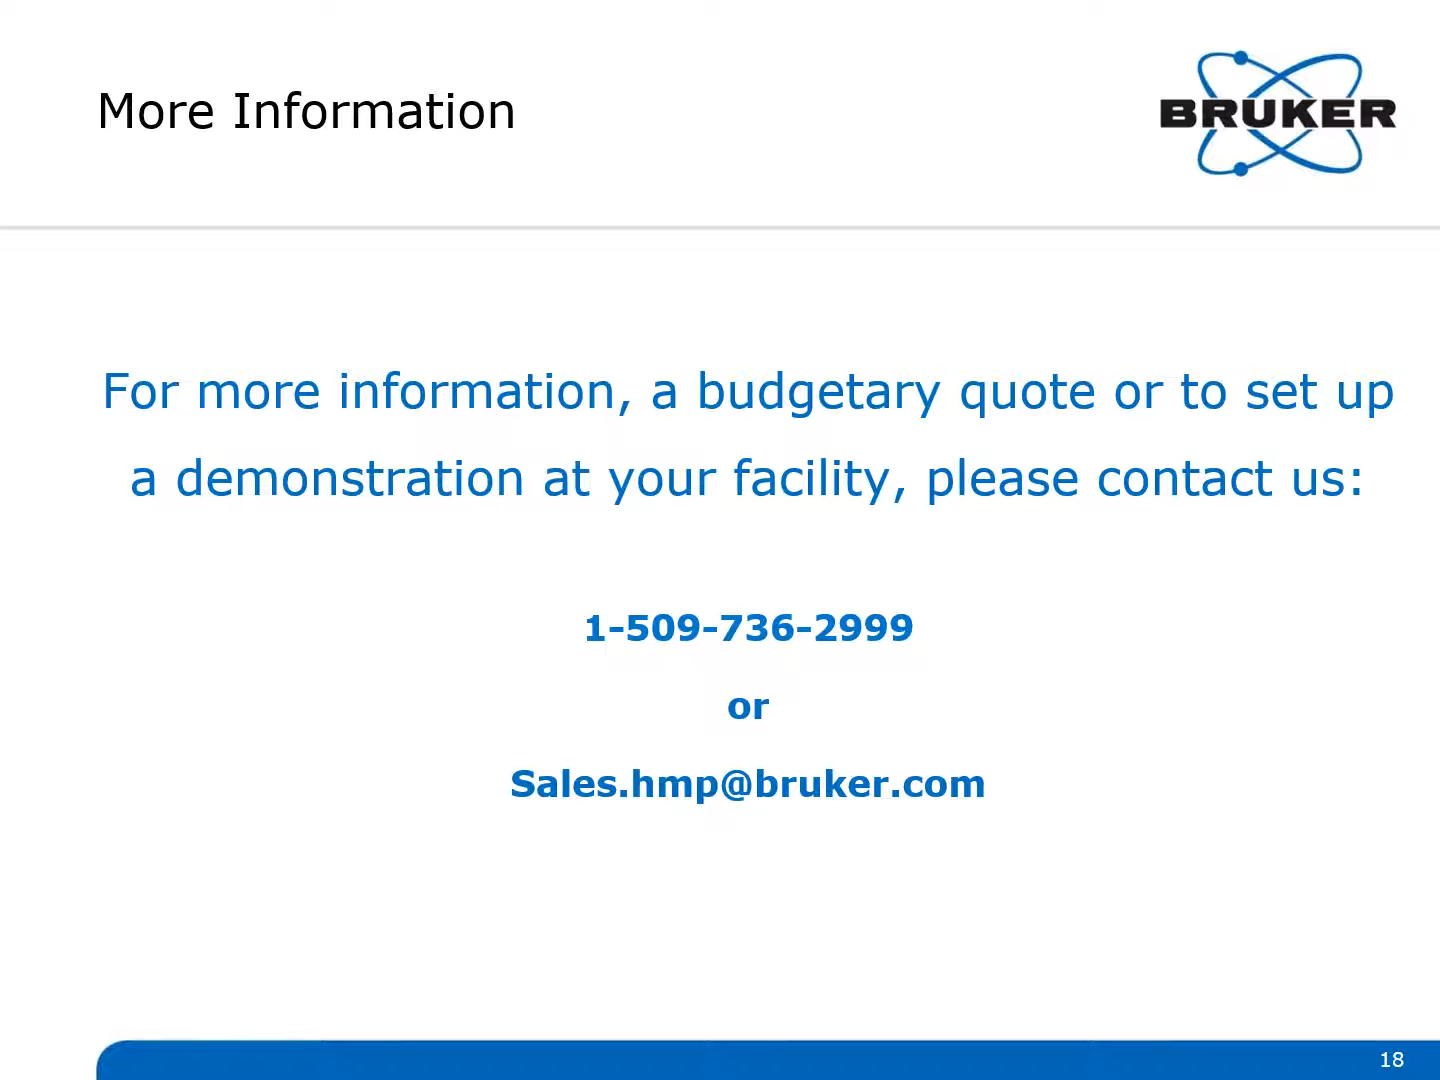 More Information
BRUKER
For more information, a budgetary quote or to set up
a demonstration at your facility, please contact us:
1-509-736-2999
or
Sales.hmp@bruker.com
18